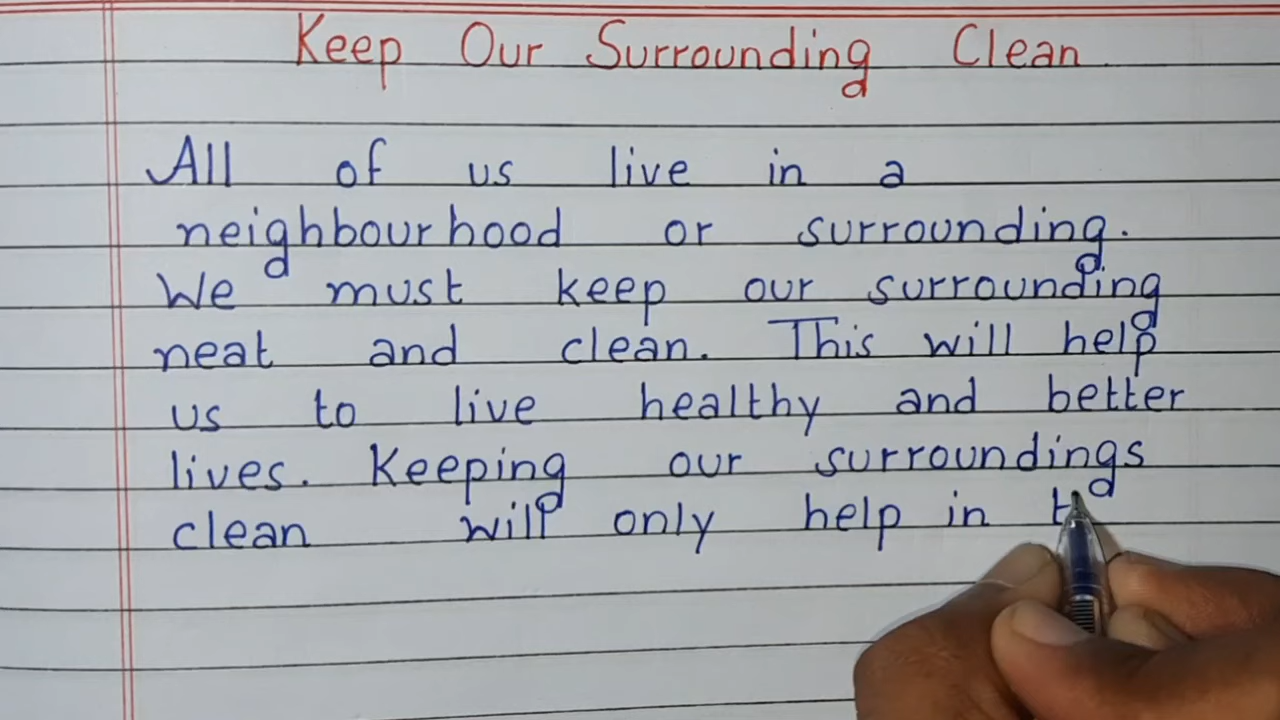 Keep Our Surrounding Clean
All of us live in a
neighbourhood or surrounding.
We must keep our surrounding
neat and clean. This will help
us to live healthy and better
lives. Keeping our surroundings
clean will only help in t